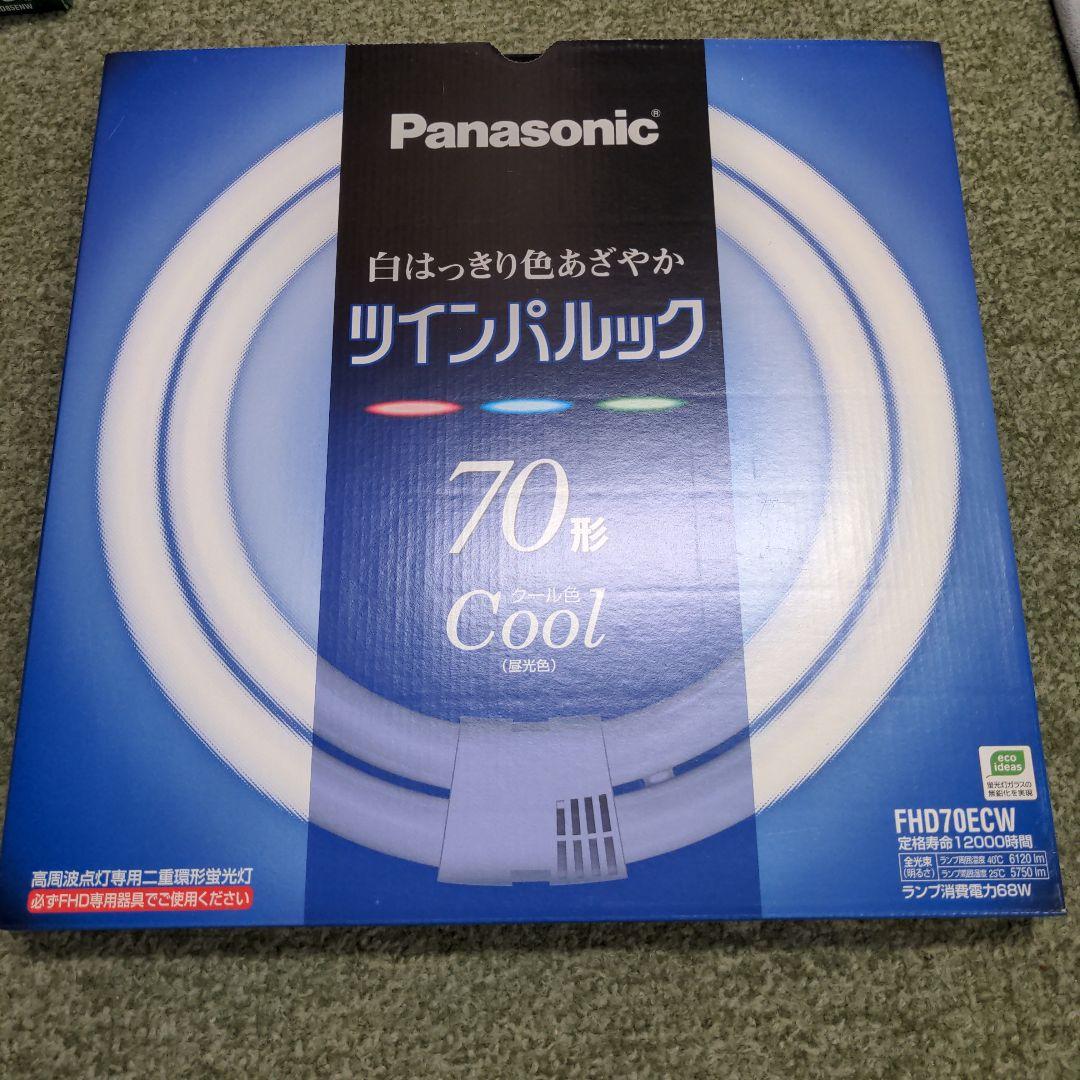 D85ENW
Panasonic®
白はっきり色あざやか
ツインパルック
70形
クール色
Cool
(昼光色)
eco
ideas
蛍光灯ガラスの
無鉛化を実現
FHD70ECW
定格寿命12000時間
全光束 ランプ周囲温度 40℃ 6120 lm
(明るさ) ランプ周囲温度 25℃ 5750 lm
ランプ消費電力68W
高周波点灯専用二重環形蛍光灯
必ずFHD専用器具でご使用ください